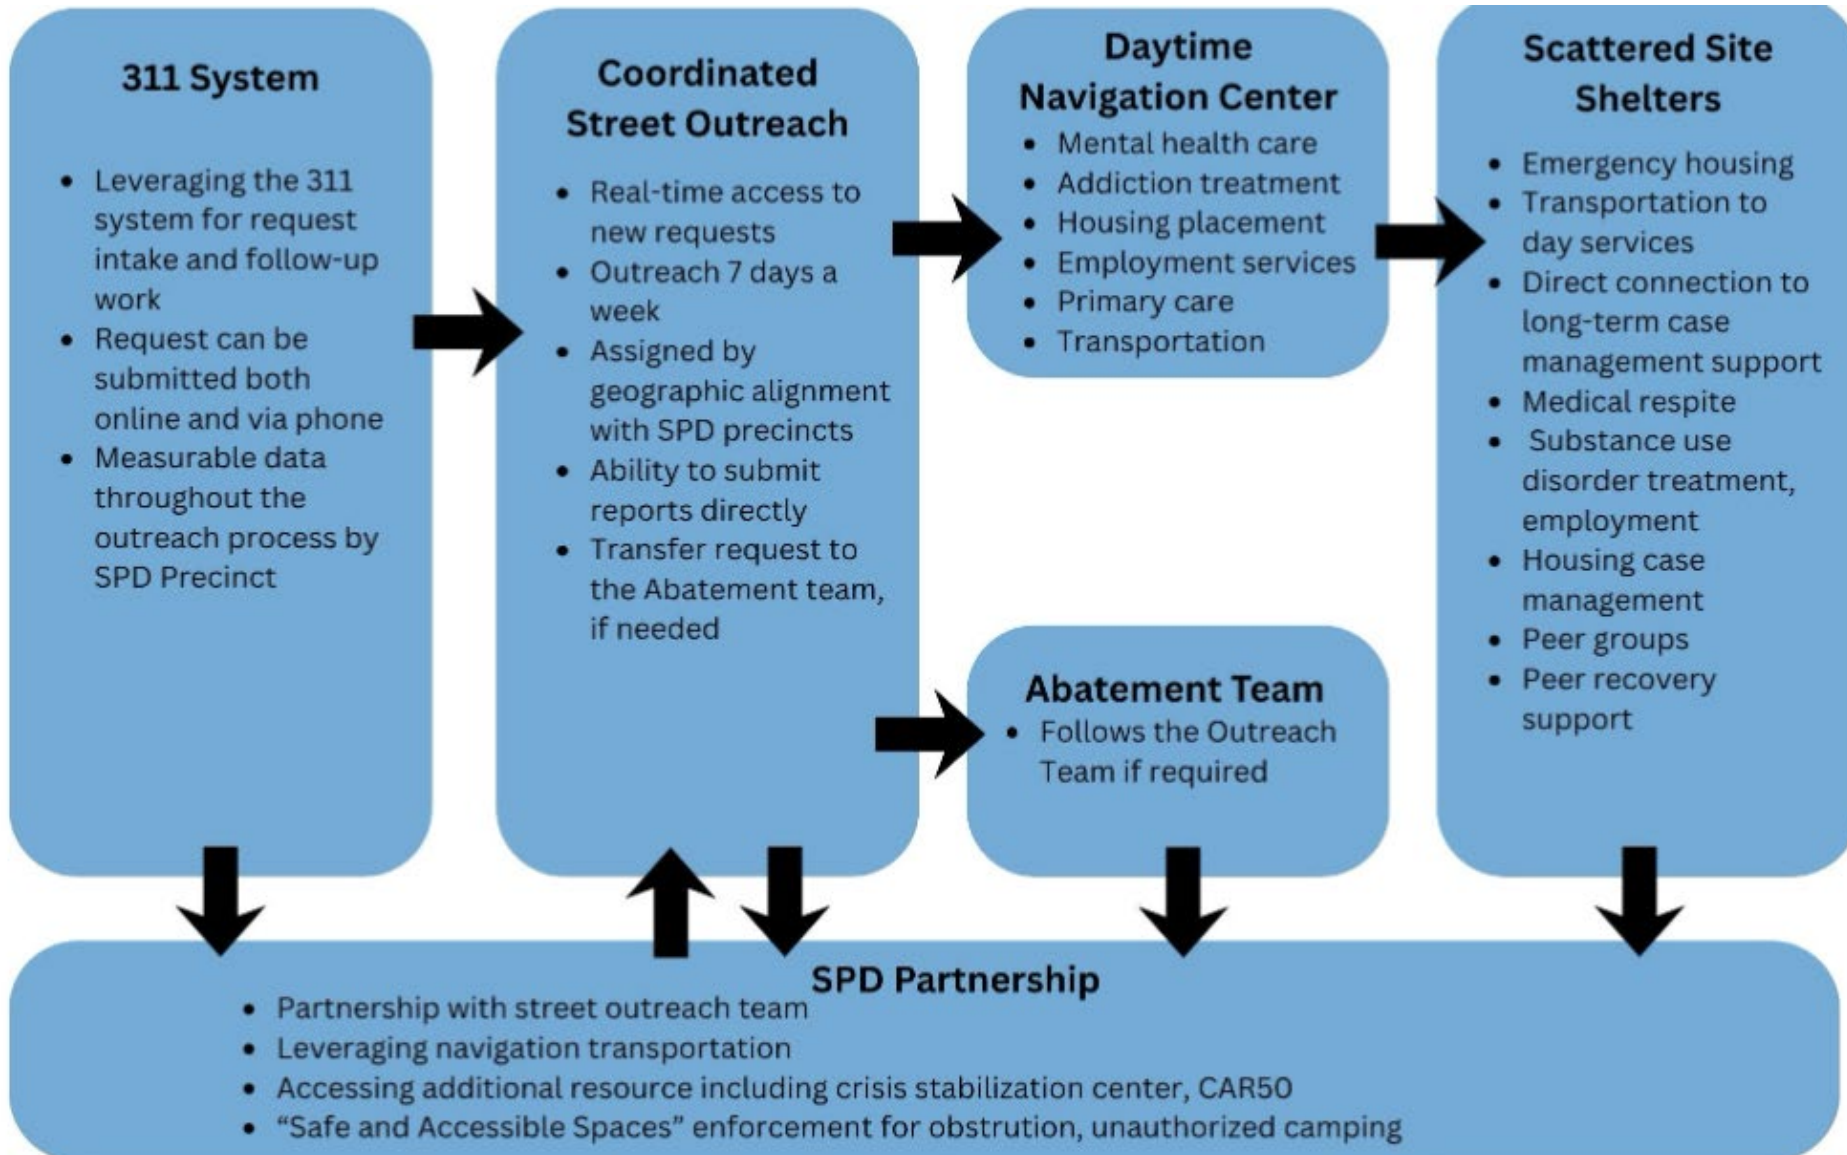 311 System
• Leveraging the 311
system for request
intake and follow-up
work
• Request can be
submitted both
online and via phone
• Measurable data
throughout the
outreach process by
SPD Precinct
Coordinated
Street Outreach
• Real-time access to
new requests
• Outreach 7 days a
week
• Assigned by
geographic alignment
with SPD precincts
• Ability to submit
reports directly
• Transfer request to
the Abatement team,
if needed
Daytime
Navigation Center
• Mental health care
• Addiction treatment
• Housing placement
• Employment services
• Primary care
• Transportation
Abatement Team
• Follows the Outreach
Team if required
Scattered Site
Shelters
• Emergency housing
• Transportation to
day services
• Direct connection to
long-term case
management support
• Medical respite
• Substance use
disorder treatment,
employment
• Housing case
management
• Peer groups
• Peer recovery
support
SPD Partnership
• Partnership with street outreach team
• Leveraging navigation transportation
• Accessing additional resource including crisis stabilization center, CAR50
• “Safe and Accessible Spaces” enforcement for obstrution, unauthorized camping